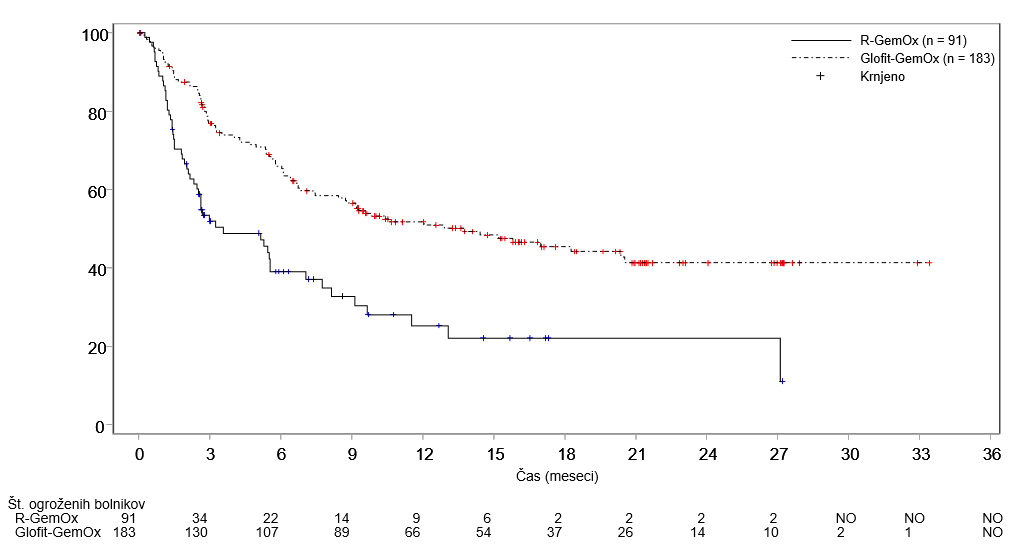 100
80
60
40
20
0
R-GemOx (n = 91)
Glofit-GemOx (n = 183)
Krnjeno
0 3 6 9 12 15 18 21 24 27 30 33 36
Čas (meseci)
Št. ogroženih bolnikov
R-GemOx 91 34 22 14 9 6 2 2 2 2 NO NO NO
Glofit-GemOx 183 130 107 89 66 54 37 26 14 10 2 1 NO